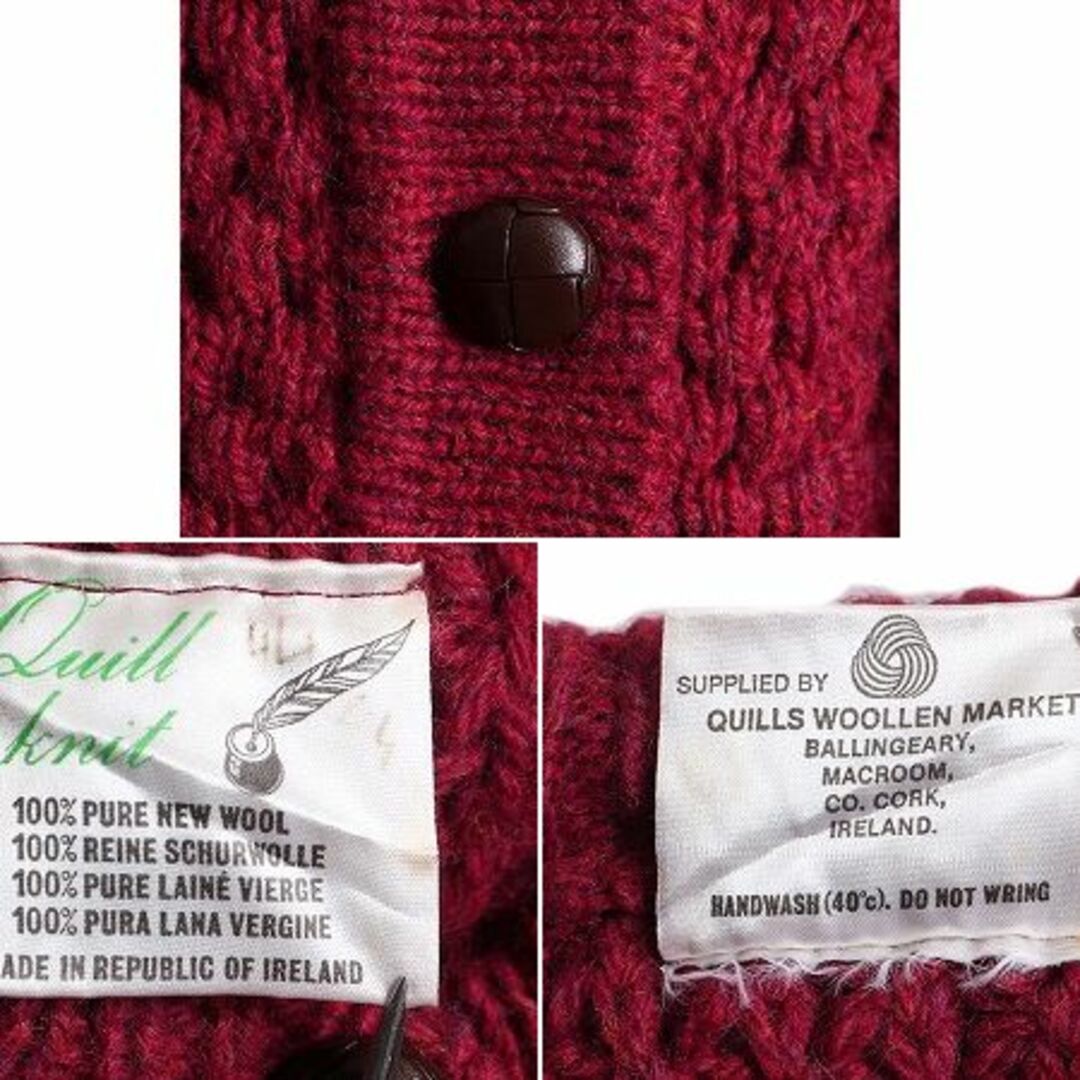 Quill
knit
100% PURE NEW WOOL
100% REINE SCHURWOLLE
100% PURE LAINÉ VIERGE
100% PURA LANA VERGINE
ADE IN REPUBLIC OF IRELAND
SUPPLIED BY
QUILLS WOOLLEN MARKET
BALLINGEARY,
MACROOM,
CO. CORK,
IRELAND.
HANDWASH (40°c). DO NOT WRING